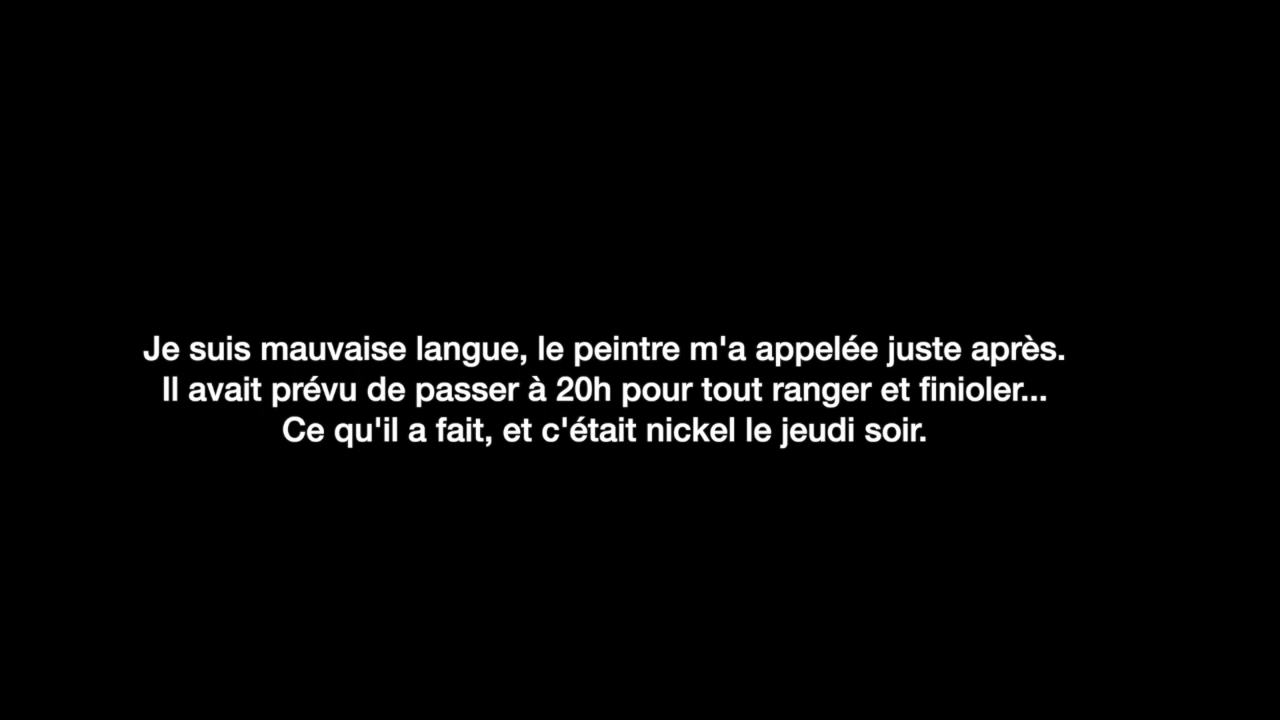 Je suis mauvaise langue, le peintre m'a appelée juste après.
Il avait prévu de passer à 20h pour tout ranger et finioler...
Ce qu'il a fait, et c'était nickel le jeudi soir.